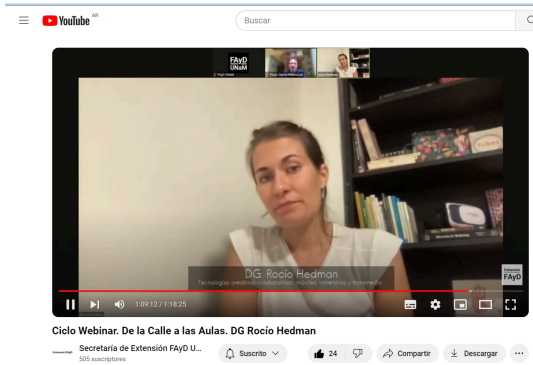 YouTube AR
Buscar
FAyD
UNaM
DG. Rocío Hedman
Tecnologías creativas colaborativas, móviles, inmersivas y transmedia
Extensión
FAyD
1:09:12 / 1:18:25
Ciclo Webinar. De la Calle a las Aulas. DG Rocío Hedman
Secretaría de Extensión FAyD U...
505 suscriptores
Suscrito
24
Compartir
Descargar